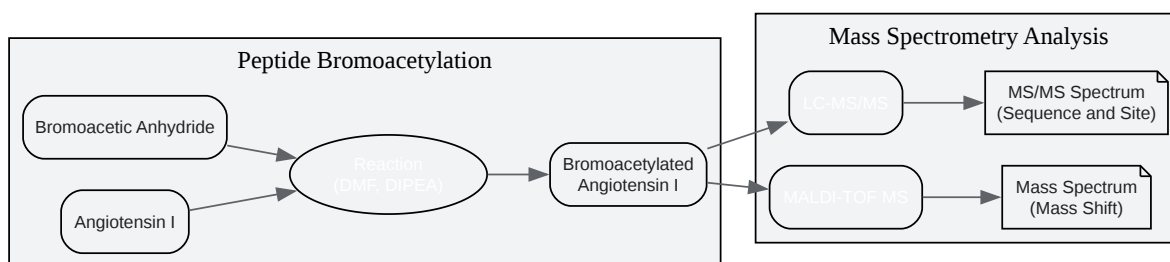 Peptide Bromoacetylation
Bromoacetic Anhydride
Angiotensin I
Reaction
(DMF, DIPEA)
Bromoacetylated
Angiotensin I
Mass Spectrometry Analysis
LC-MS/MS
MS/MS Spectrum
(Sequence and Site)
MALDI-TOF MS
Mass Spectrum
(Mass Shift)